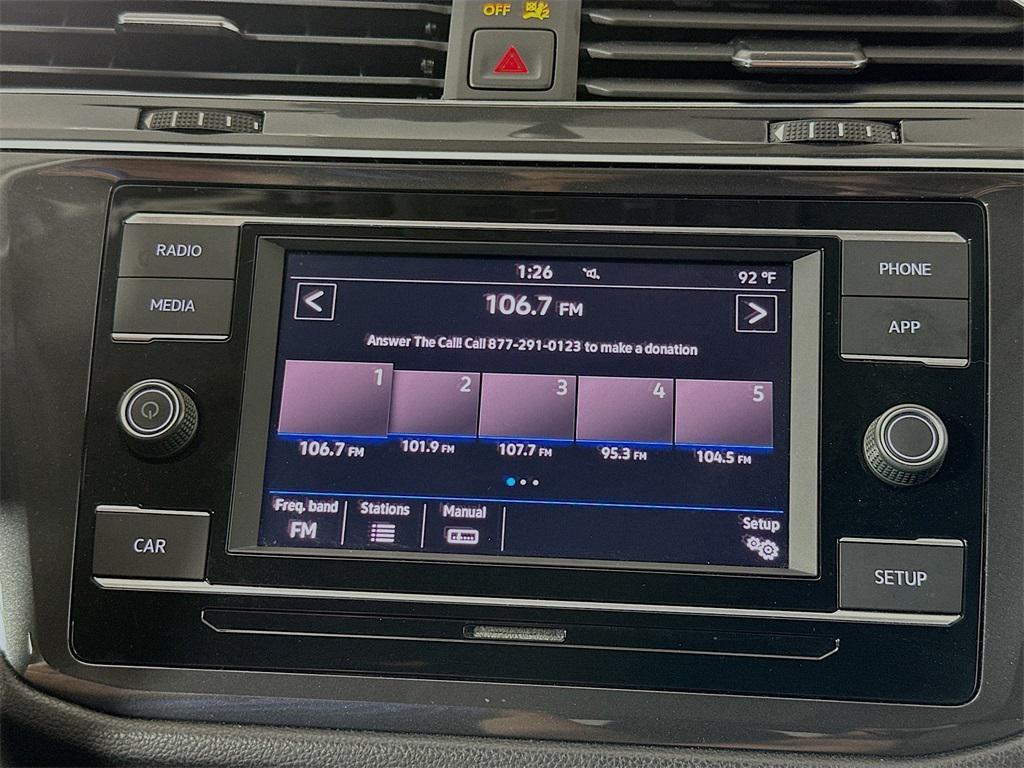 OFF 2
RADIO
MEDIA
PHONE
APP
1:26 92 °F
< 106.7 FM >
Answer The Call! Call 877-291-0123 to make a donation
1 2 3 4 5
106.7 FM 101.9 FM 107.7 FM 95.3 FM 104.5 FM
Freq. band Stations Manual Setup
FM
CAR
SETUP